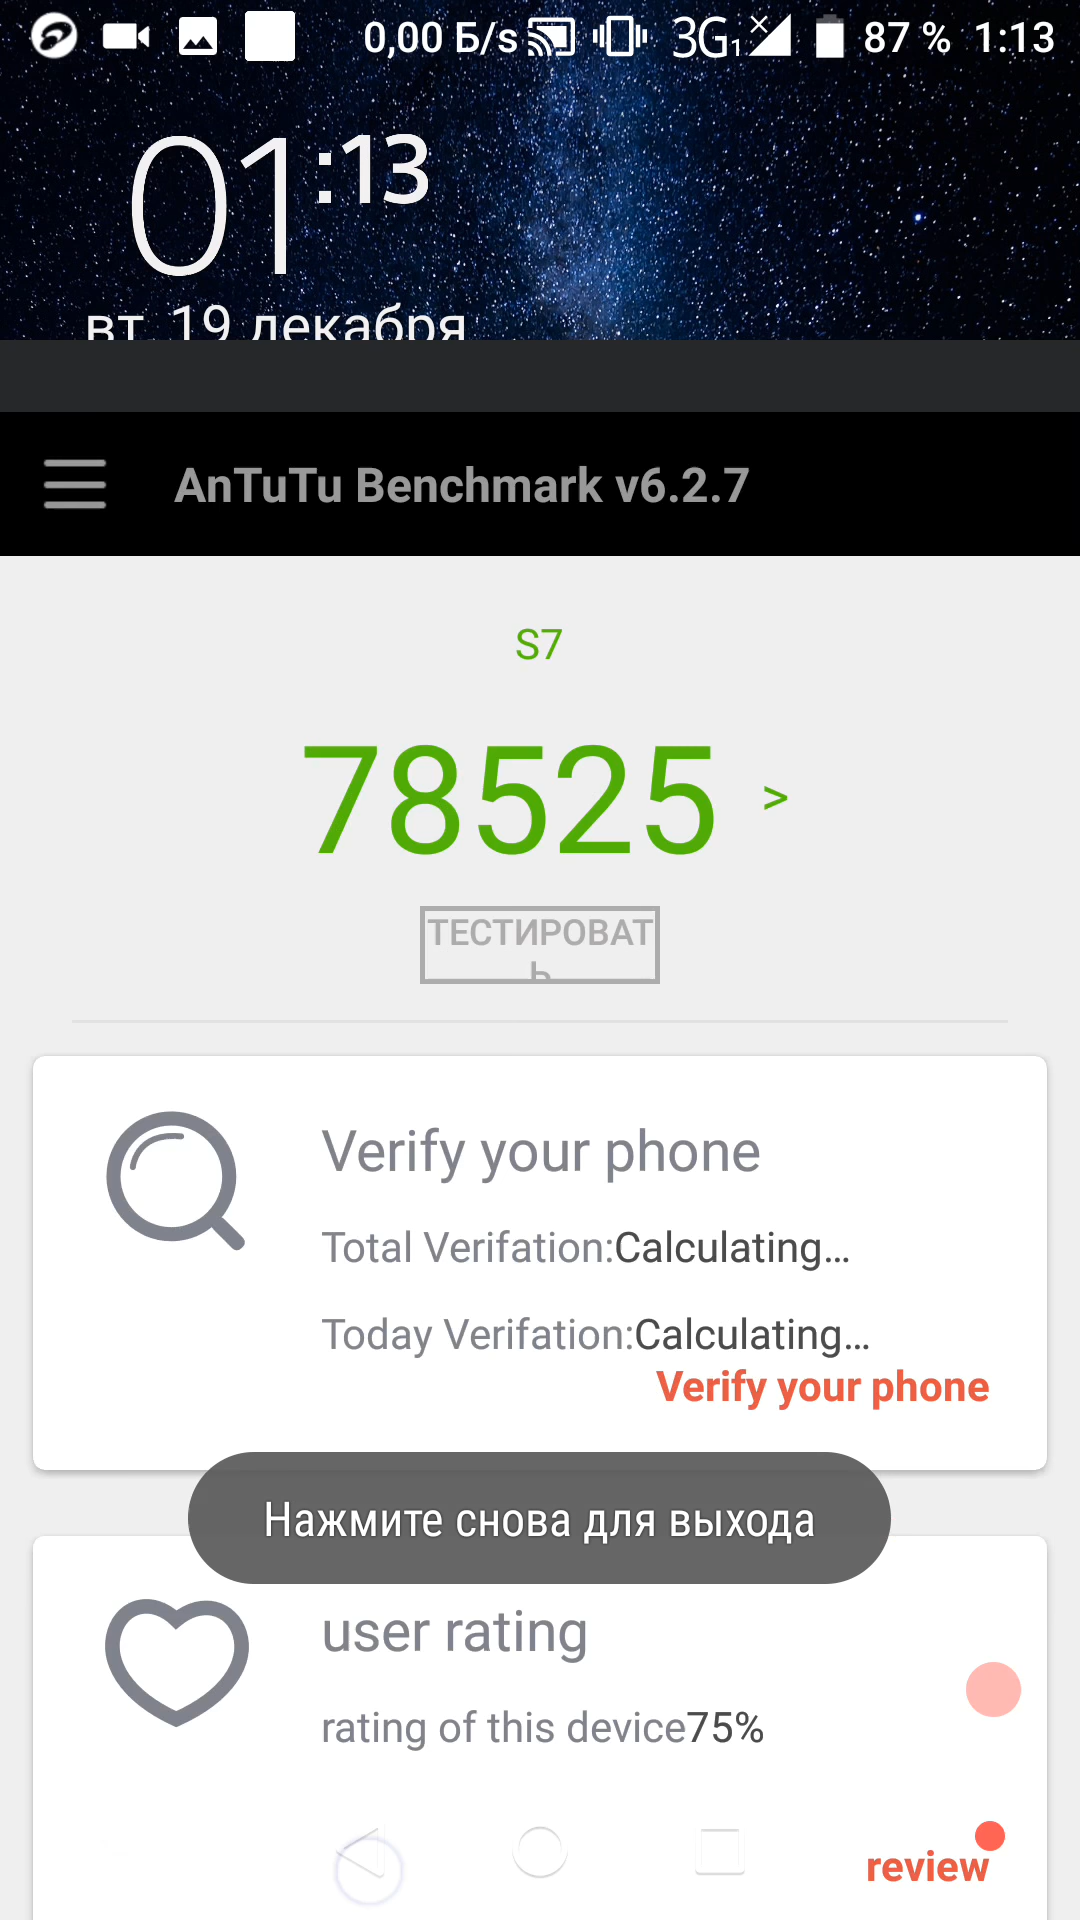 0,00 Б/s 3G 1 87 % 1:13
01:13
вт, 19 декабря
AnTuTu Benchmark v6.2.7
S7
78525 >
ТЕСТИРОВАТ
Ь
Verify your phone
Total Verifation:Calculating...
Today Verifation:Calculating...
Verify your phone
Нажмите снова для выхода
user rating
rating of this device75%
review